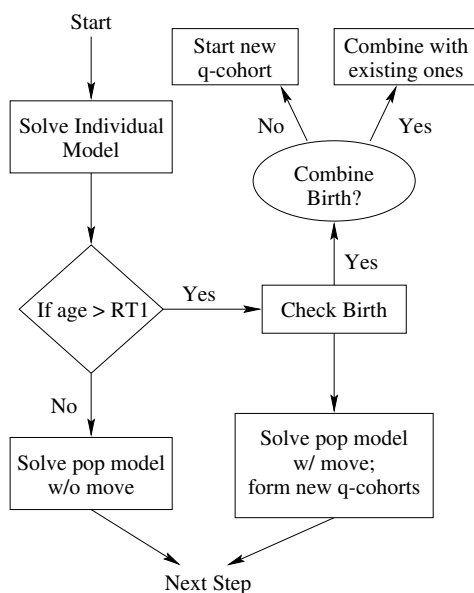 Start
Start new
q-cohort
Combine with
existing ones
Solve Individual
Model
No
Yes
Combine
Birth?
Yes
If age > RT1
Yes
Check Birth
No
Solve pop model
w/o move
Solve pop model
w/ move;
form new q-cohorts
Next Step